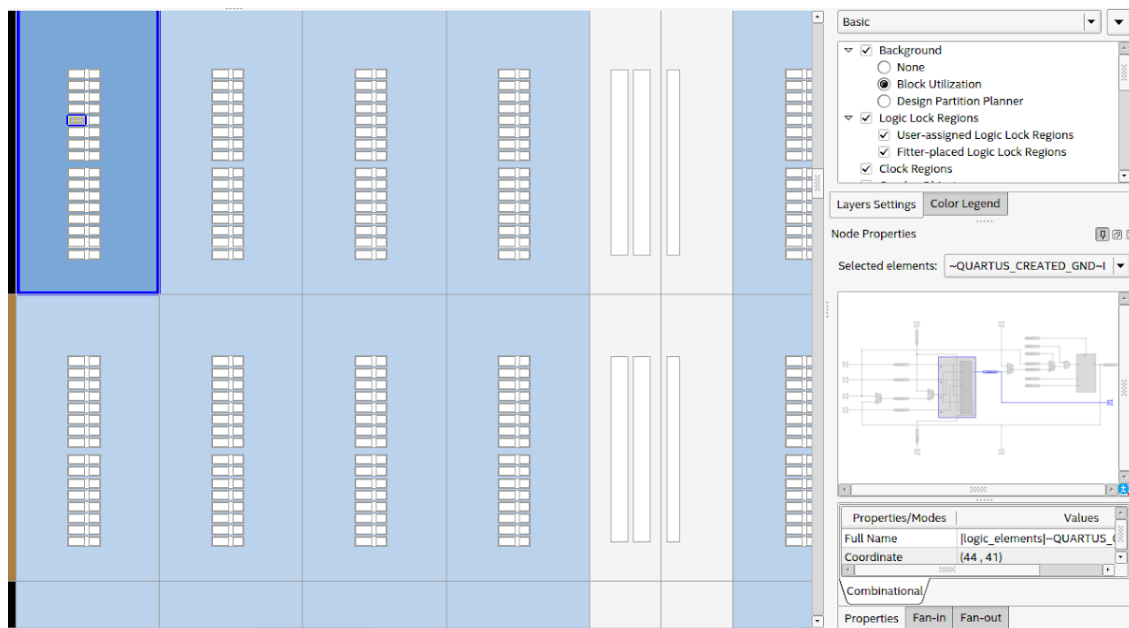 Basic
Background
None
Block Utilization
Design Partition Planner
Logic Lock Regions
User-assigned Logic Lock Regions
Fitter-placed Logic Lock Regions
Clock Regions
Layers Settings Color Legend
Node Properties
Selected elements: ~QUARTUS_CREATED_GND~I
Properties/Modes Values
Full Name |logic_elements|~QUARTUS_
Coordinate (44 , 41)
Combinational
Properties Fan-in Fan-out